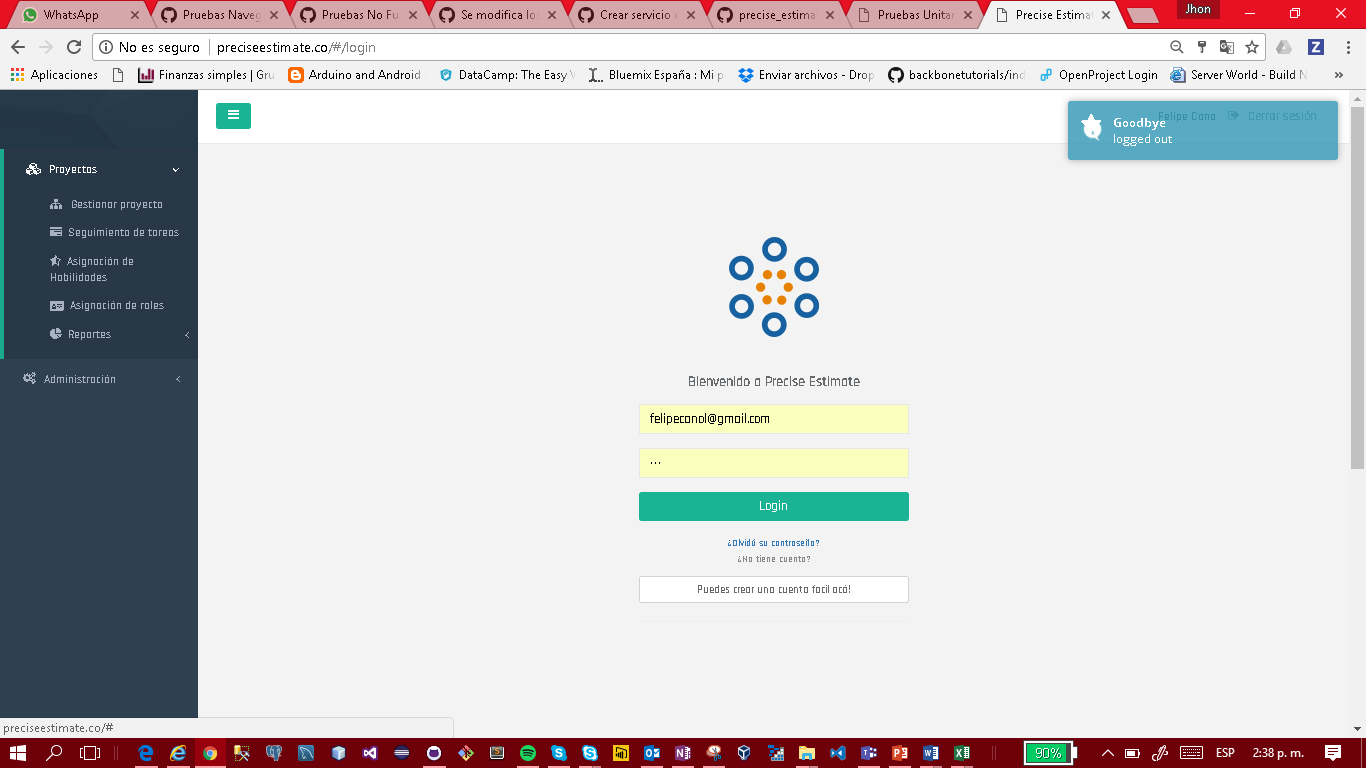 WhatsApp
Pruebas Naveg
Pruebas No Fu
Se modifica lo
Crear servicio
precise_estima
Pruebas Unitar
Precise Estima
Jhon
No es seguro
preciseestimate.co/#/login
Aplicaciones
Finanzas simples | Gru
Arduino and Android
DataCamp: The Easy
Bluemix España : Mi p
Enviar archivos - Drop
backbonetutorials/ind
OpenProject Login
Server World - Build N
»
Felipe Cano
Cerrar sesión
Goodbye
logged out
Proyectos
Gestionar proyecto
Seguimiento de tareas
Asignación de
Habilidades
Asignación de roles
Reportes
Administración
Bienvenido a Precise Estimate
felipecanol@gmail.com
...
Login
¿Olvidó su contraseña?
¿No tiene cuenta?
Puedes crear una cuenta facil acá!
preciseestimate.co/#
90%
ESP
2:38 p. m.